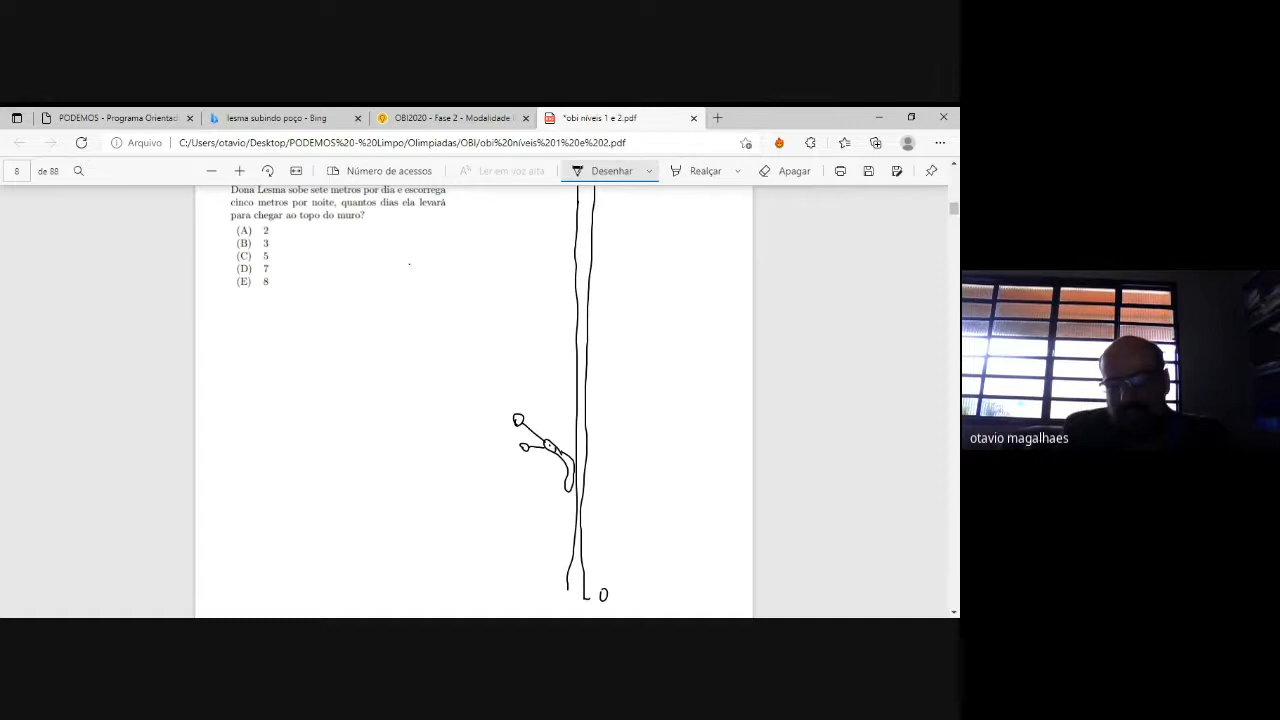 PODEMOS - Programa Orientad
lesma subindo poço - Bing
OBI2020 - Fase 2 - Modalidade I
*obi níveis 1 e 2.pdf
Arquivo
C:/Users/otavio/Desktop/PODEMOS%20-%20Limpo/Olimpiadas/OBI/obi%20níveis%201%20e%202.pdf
8 de 88
Número de acessos
Ler em voz alta
Desenhar
Realçar
Apagar
Dona Lesma sobe sete metros por dia e escorrega
cinco metros por noite, quantos dias ela levará
para chegar ao topo do muro?
(A) 2
(B) 3
(C) 5
(D) 7
(E) 8
0
otavio magalhaes